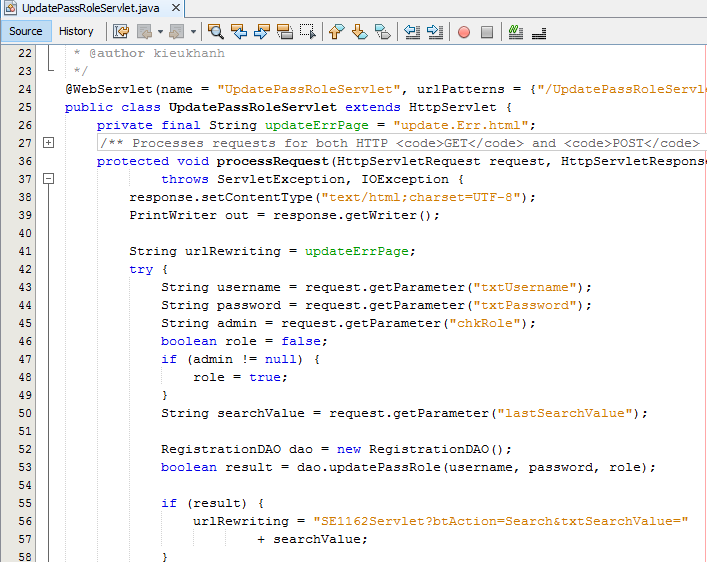 UpdatePassRoleServlet.java
Source History
22 * @author kieukhanh
23 */
24 @WebServlet(name = "UpdatePassRoleServlet", urlPatterns = {"/UpdatePassRoleServl
25 public class UpdatePassRoleServlet extends HttpServlet {
26 private final String updateErrPage = "update.Err.html";
27 /** Processes requests for both HTTP <code>GET</code> and <code>POST</code>
36 protected void processRequest(HttpServletRequest request, HttpServletRespons
37 throws ServletException, IOException {
38 response.setContentType("text/html;charset=UTF-8");
39 PrintWriter out = response.getWriter();
40
41 String urlRewriting = updateErrPage;
42 try {
43 String username = request.getParameter("txtUsername");
44 String password = request.getParameter("txtPassword");
45 String admin = request.getParameter("chkRole");
46 boolean role = false;
47 if (admin != null) {
48 role = true;
49 }
50 String searchValue = request.getParameter("lastSearchValue");
51
52 RegistrationDAO dao = new RegistrationDAO();
53 boolean result = dao.updatePassRole(username, password, role);
54
55 if (result) {
56 urlRewriting = "SE1162Servlet?btAction=Search&txtSearchValue="
57 + searchValue;
58 }